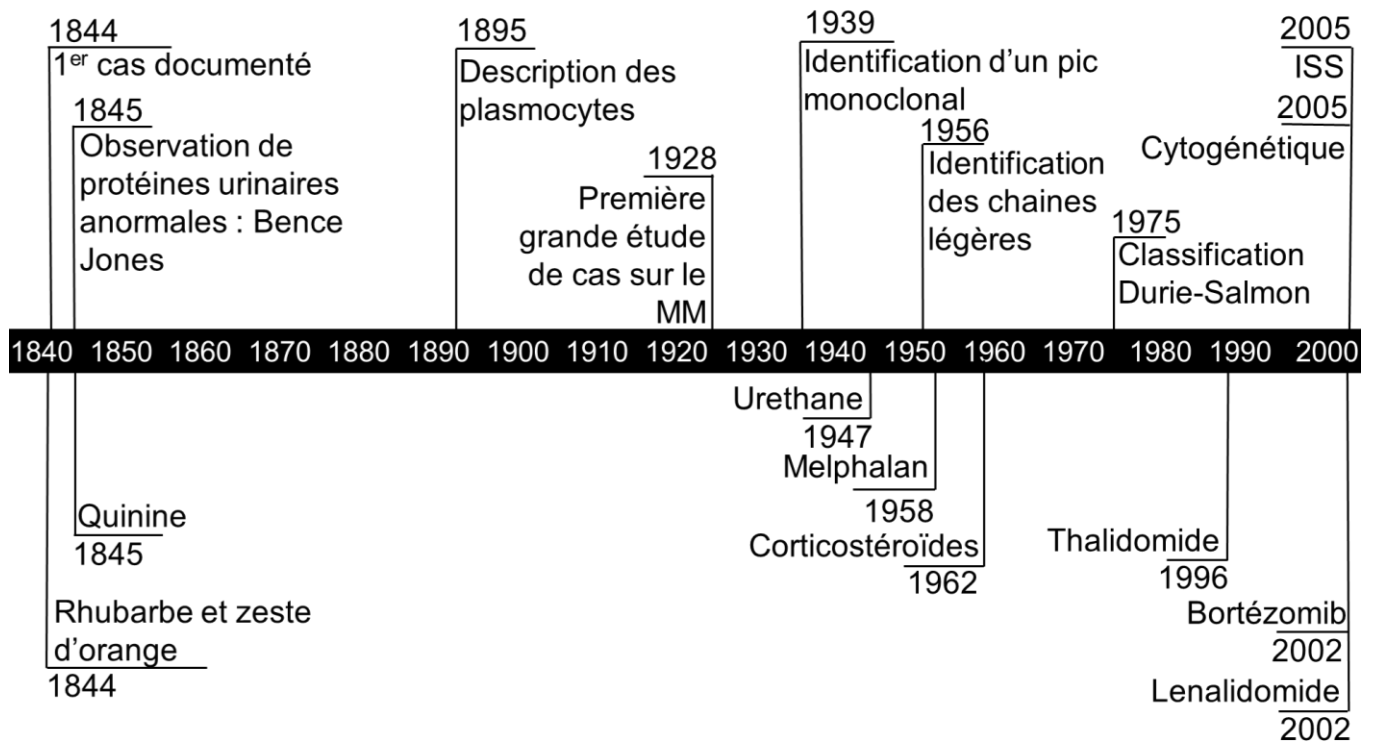 1844
1er cas documenté
1845
Observation de
protéines urinaires
anormales : Bence
Jones
1895
Description des
plasmocytes
1928
Première
grande étude
de cas sur le
MM
1939
Identification d’un pic
monoclonal
1956
Identification
des chaines
légères
1975
Classification
Durie-Salmon
2005
ISS
2005
Cytogénétique
1840 1850 1860 1870 1880 1890 1900 1910 1920 1930 1940 1950 1960 1970 1980 1990 2000
Quinine
1845
Rhubarbe et zeste
d’orange
1844
Urethane
1947
Melphalan
1958
Corticostéroïdes
1962
Thalidomide
1996
Bortézomib
2002
Lenalidomide
2002